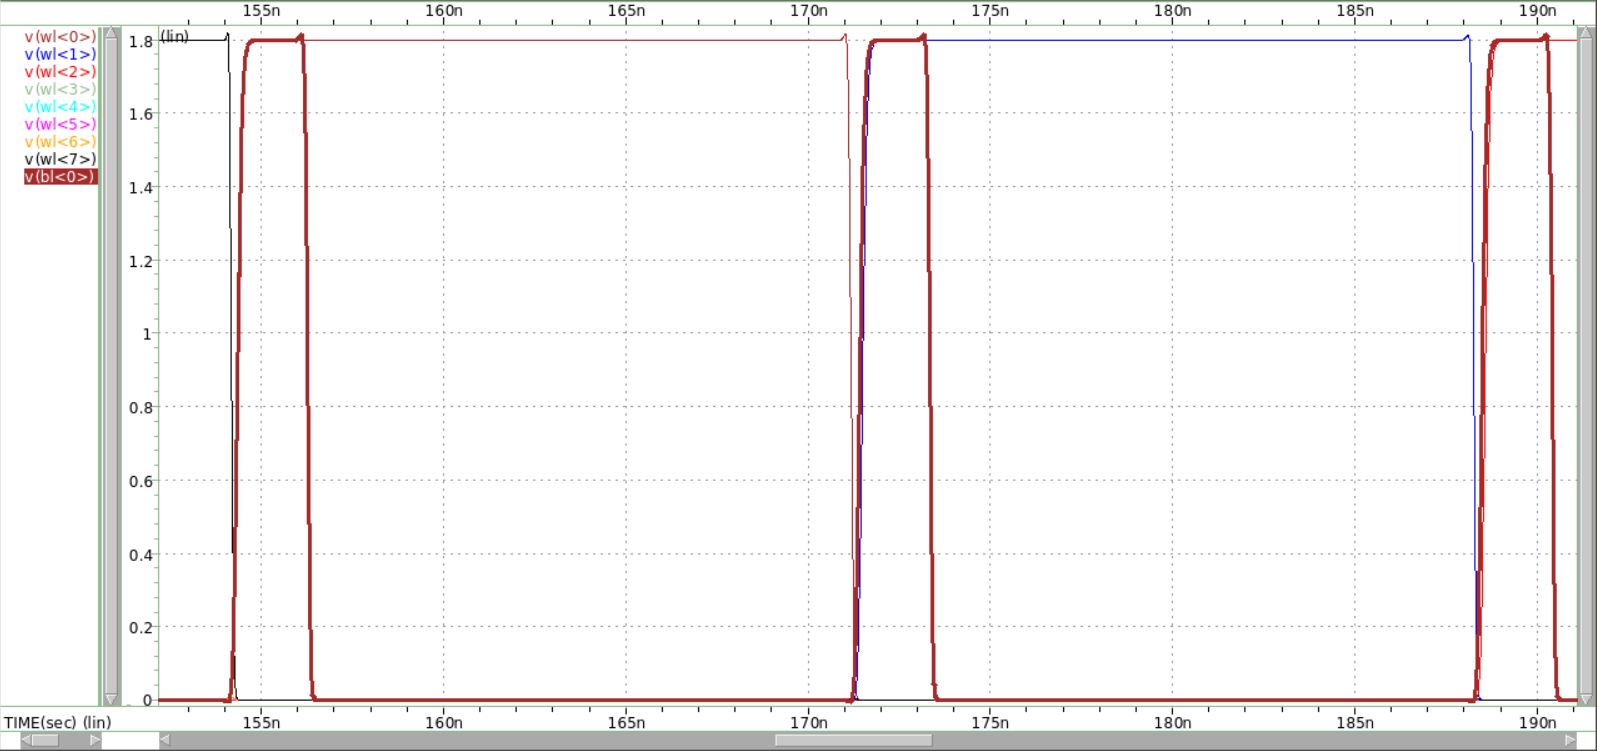 155n 160n 165n 170n 175n 180n 185n 190n
v(wl<0>)
v(wl<1>)
v(wl<2>)
v(wl<3>)
v(wl<4>)
v(wl<5>)
v(wl<6>)
v(wl<7>)
v(bl<0>)
(lin)
1.8
1.6
1.4
1.2
1
0.8
0.6
0.4
0.2
0
TIME(sec) (lin) 155n 160n 165n 170n 175n 180n 185n 190n